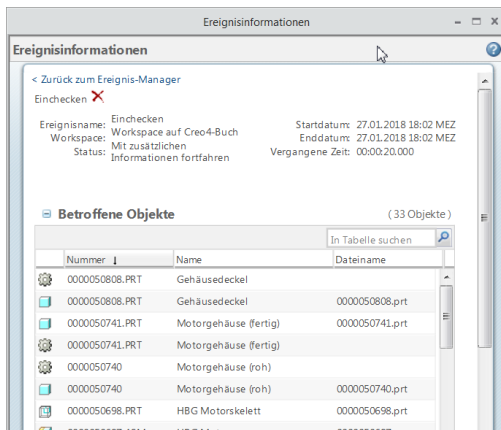 Ereignisinformationen
Ereignisinformationen
< Zurück zum Ereignis-Manager
Einchecken
Ereignisname: Einchecken
Workspace: Workspace auf Creo4-Buch
Status: Mit zusätzlichen
Informationen fortfahren
Startdatum: 27.01.2018 18:02 MEZ
Enddatum: 27.01.2018 18:02 MEZ
Vergangene Zeit: 00:00:20.000
Betroffene Objekte ( 33 Objekte )
In Tabelle suchen
Nummer Name Dateiname
0000050808.PRT Gehäusedeckel
0000050808.PRT Gehäusedeckel 0000050808.prt
0000050741.PRT Motorgehäuse (fertig) 0000050741.prt
0000050741.PRT Motorgehäuse (fertig)
0000050740 Motorgehäuse (roh)
0000050740 Motorgehäuse (roh) 0000050740.prt
0000050698.PRT HBG Motorskelett 0000050698.prt